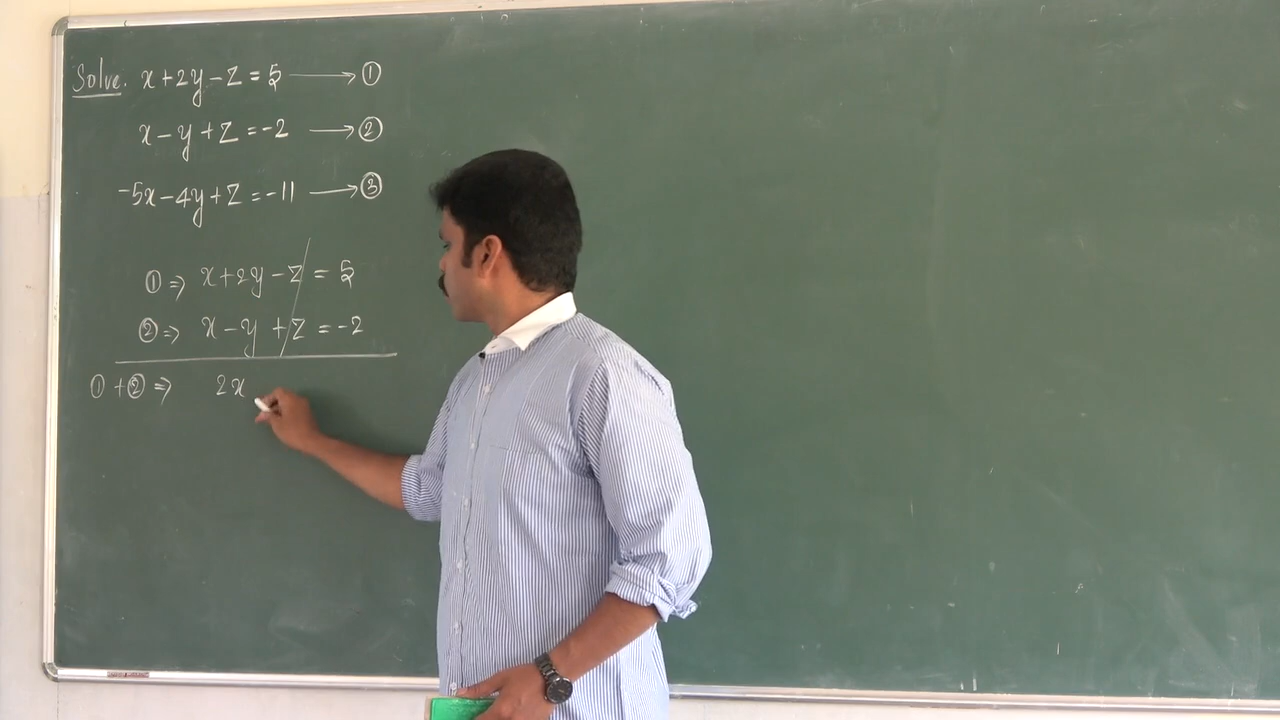 Solve. x + 2y - z = 5 ⟶ ①
x - y + z = -2 ⟶ ②
-5x - 4y + z = -11 ⟶ ③
① ⇒ x + 2y - z = 5
② ⇒ x - y + z = -2
① + ② ⇒ 2x